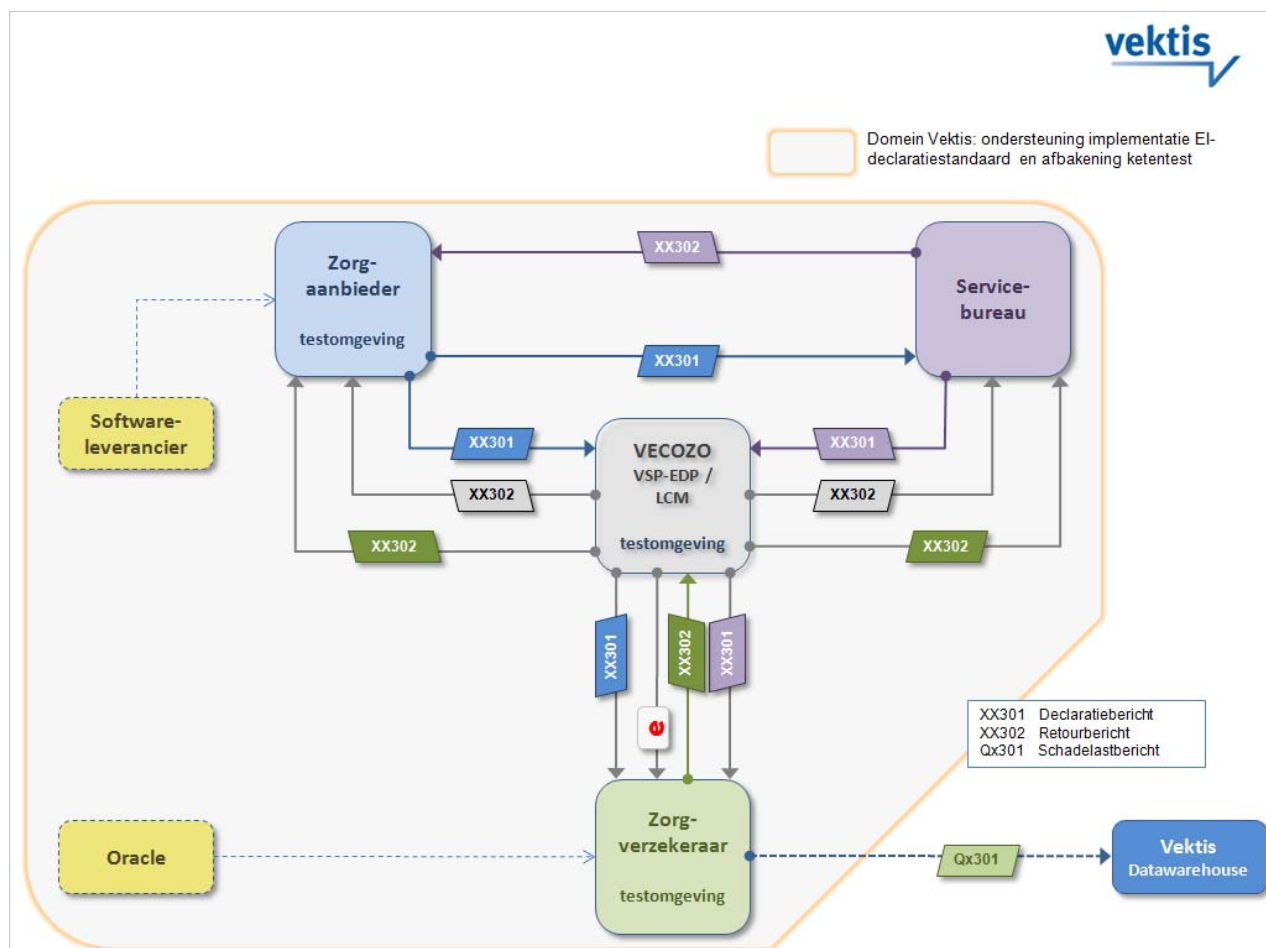 vektis
Domein Vektis: ondersteuning implementatie EI-
declaratiestandaard en afbakening ketentest
XX302
Zorg-
aanbieder
testomgeving
Service-
bureau
XX301
Software-
leverancier
XX301
VECOZO
VSP-EDP /
LCM
testomgeving
XX301
XX302
XX302
XX302
XX302
XX301
XX302
XX301
e
XX301 Declaratiebericht
XX302 Retourbericht
Qx301 Schadelastbericht
Oracle
Zorg-
verzekeraar
testomgeving
Qx301
Vektis
Datawarehouse